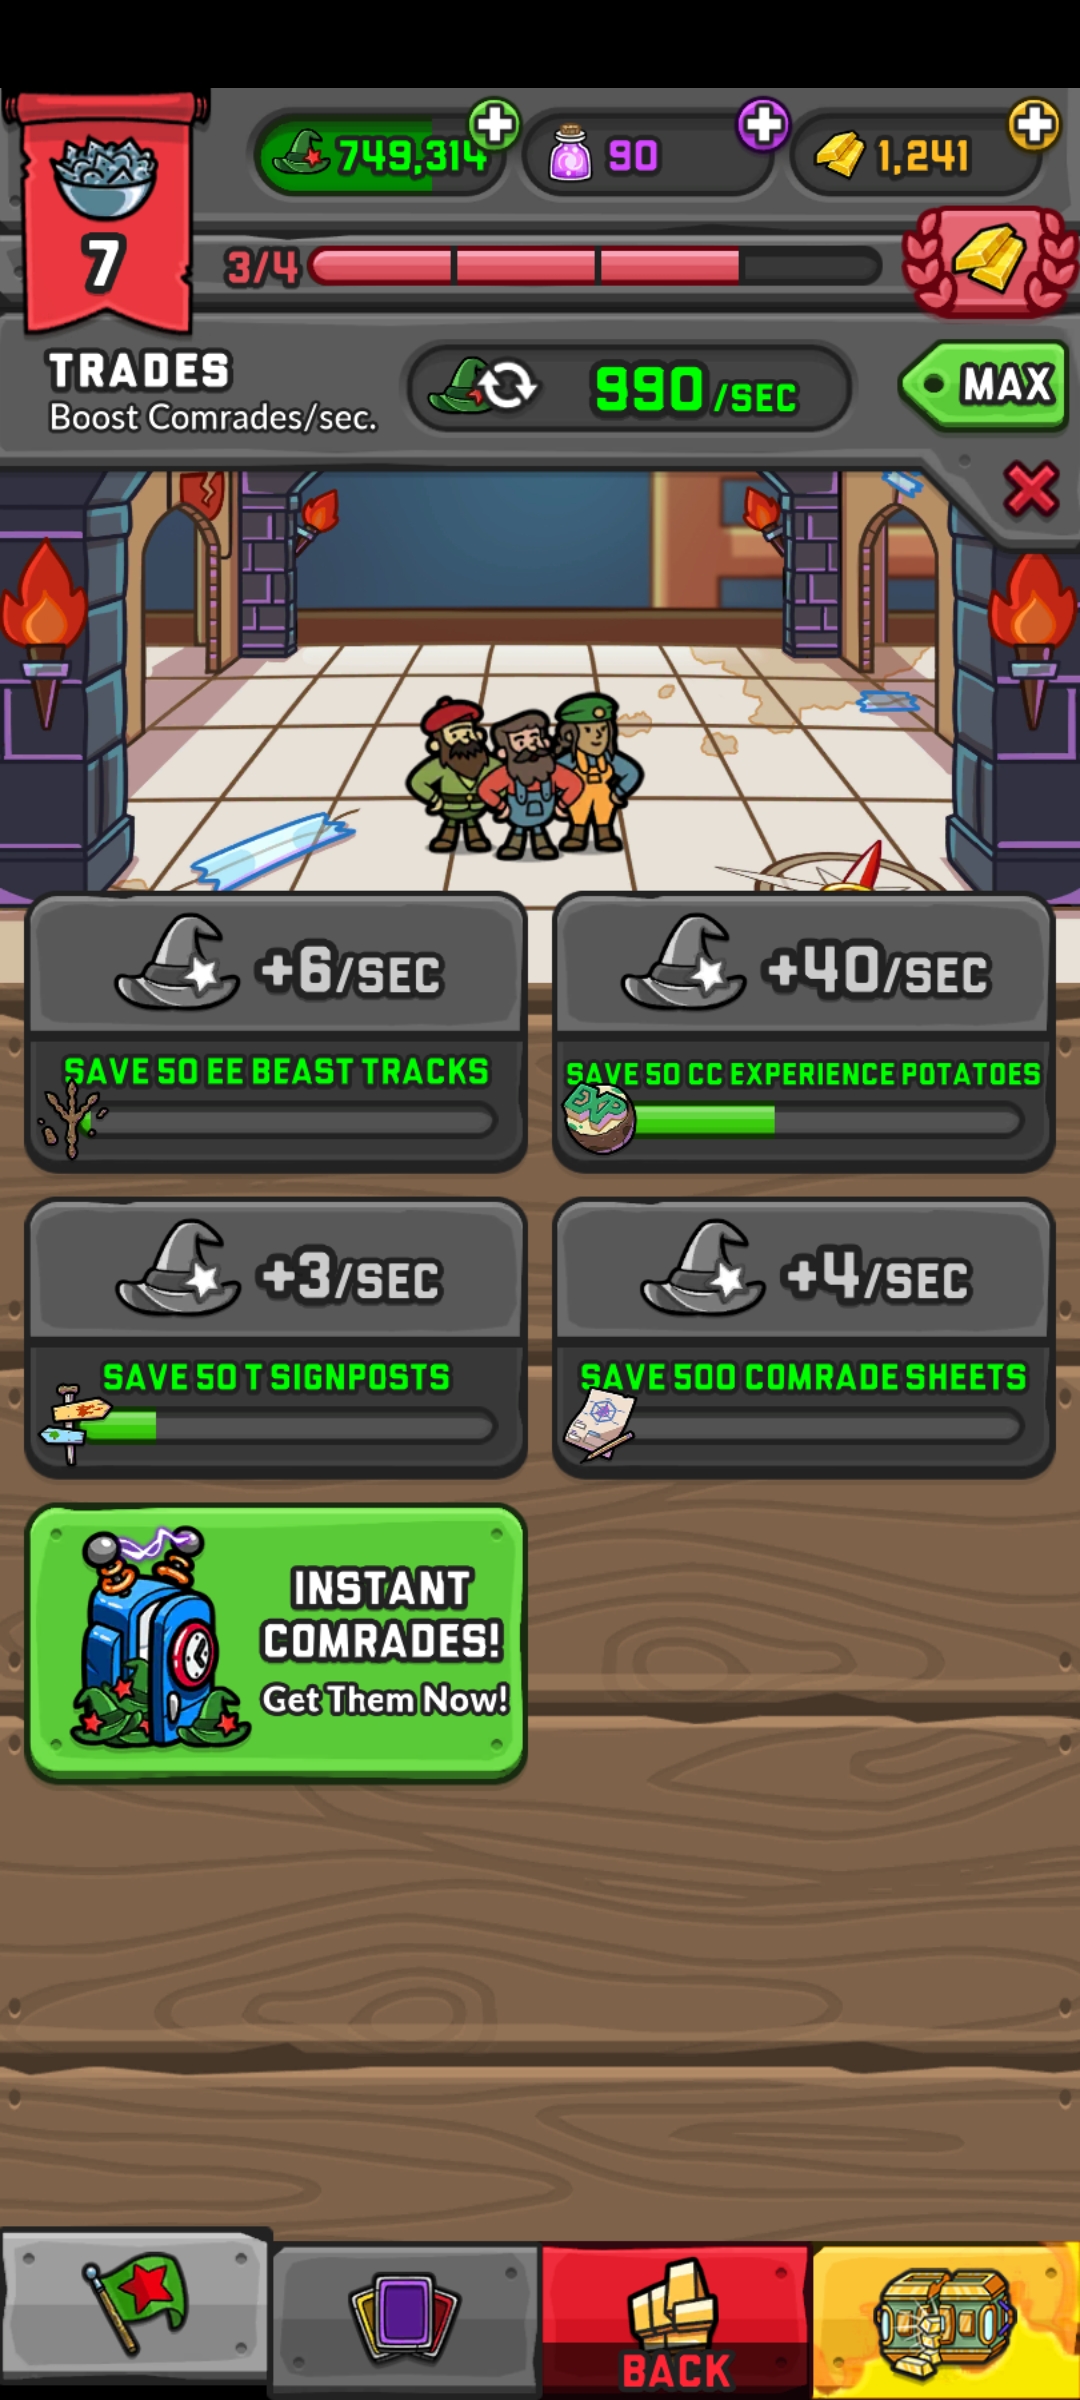 749,314
90
1,241
7
3/4
TRADES
Boost Comrades/sec.
990/SEC
MAX
+6/SEC
SAVE 50 EE BEAST TRACKS
+40/SEC
SAVE 50 CC EXPERIENCE POTATOES
EXP
+3/SEC
SAVE 50 T SIGNPOSTS
+4/SEC
SAVE 500 COMRADE SHEETS
INSTANT
COMRADES!
Get Them Now!
BACK